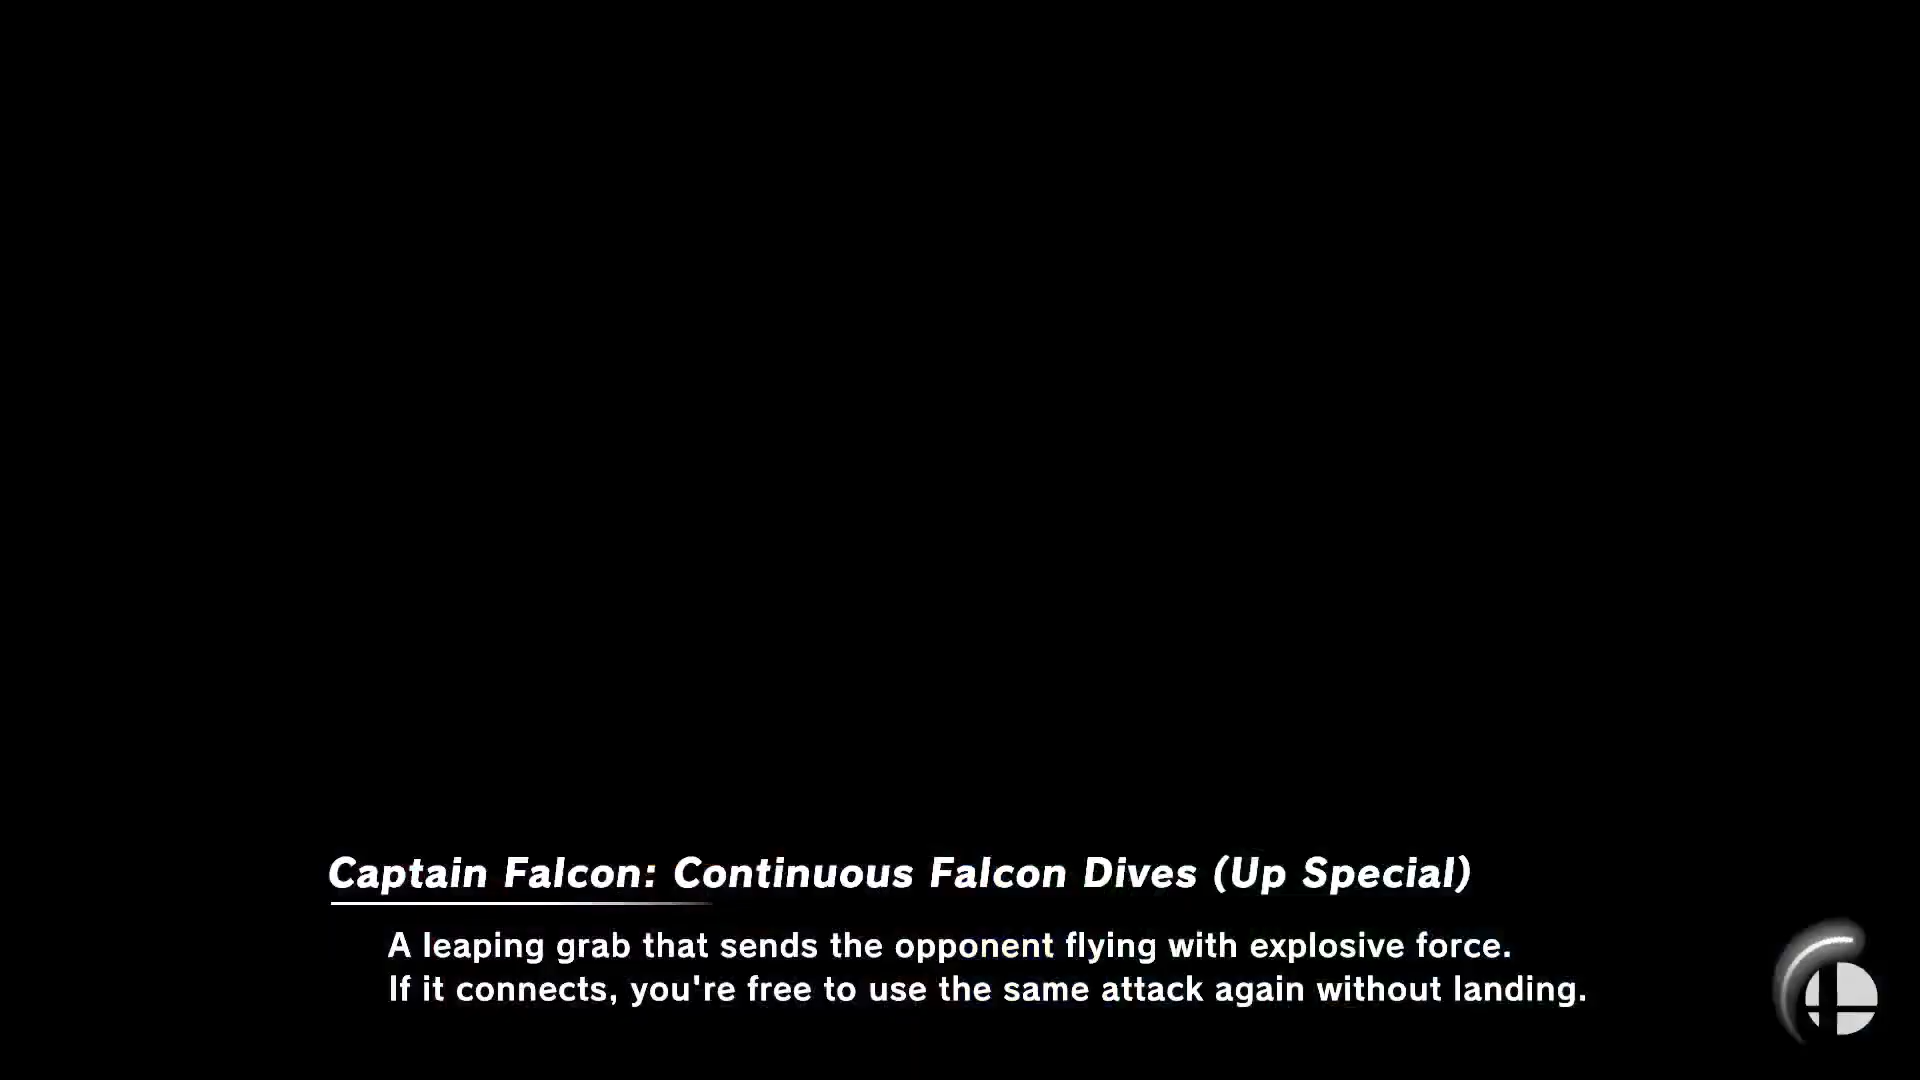 Captain Falcon: Continuous Falcon Dives (Up Special)
A leaping grab that sends the opponent flying with explosive force.
If it connects, you're free to use the same attack again without landing.